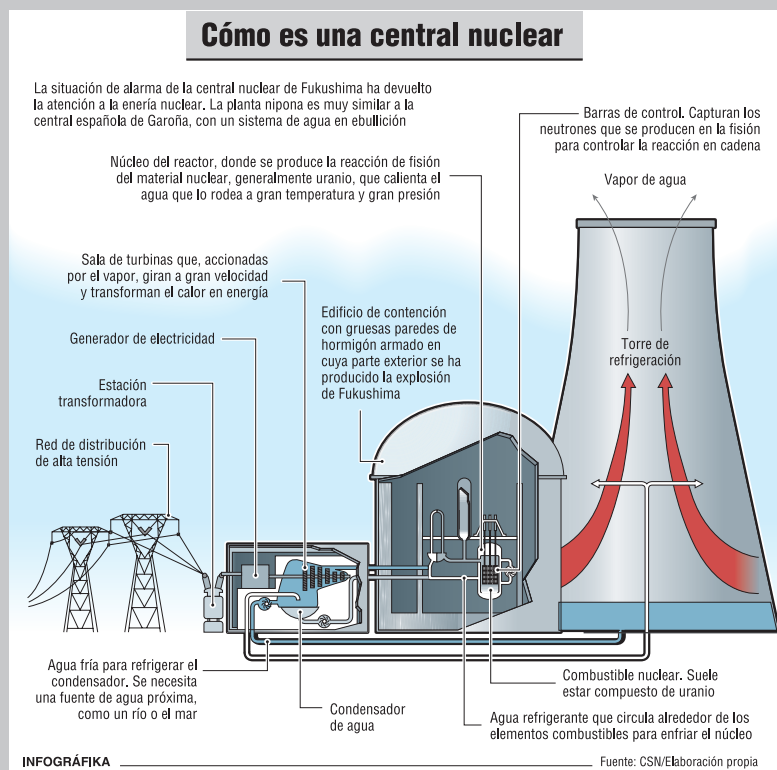 Cómo es una central nuclear
La situación de alarma de la central nuclear de Fukushima ha devuelto
la atención a la enería nuclear. La planta nipona es muy similar a la
central española de Garoña, con un sistema de agua en ebullición
Barras de control. Capturan los
neutrones que se producen en la fisión
para controlar la reacción en cadena
Núcleo del reactor, donde se produce la reacción de fisión
del material nuclear, generalmente uranio, que calienta el
agua que lo rodea a gran temperatura y gran presión
Vapor de agua
Sala de turbinas que, accionadas
por el vapor, giran a gran velocidad
y transforman el calor en energía
Edificio de contención
con gruesas paredes de
hormigón armado en
cuya parte exterior se ha
producido la explosión
de Fukushima
Generador de electricidad
Torre de
refrigeración
Estación
transformadora
Red de distribución
de alta tensión
Agua fría para refrigerar el
condensador. Se necesita
una fuente de agua próxima,
como un río o el mar
Condensador
de agua
Combustible nuclear. Suele
estar compuesto de uranio
Agua refrigerante que circula alrededor de los
elementos combustibles para enfriar el núcleo
INFOGRÁFIKA
Fuente: CSN/Elaboración propia